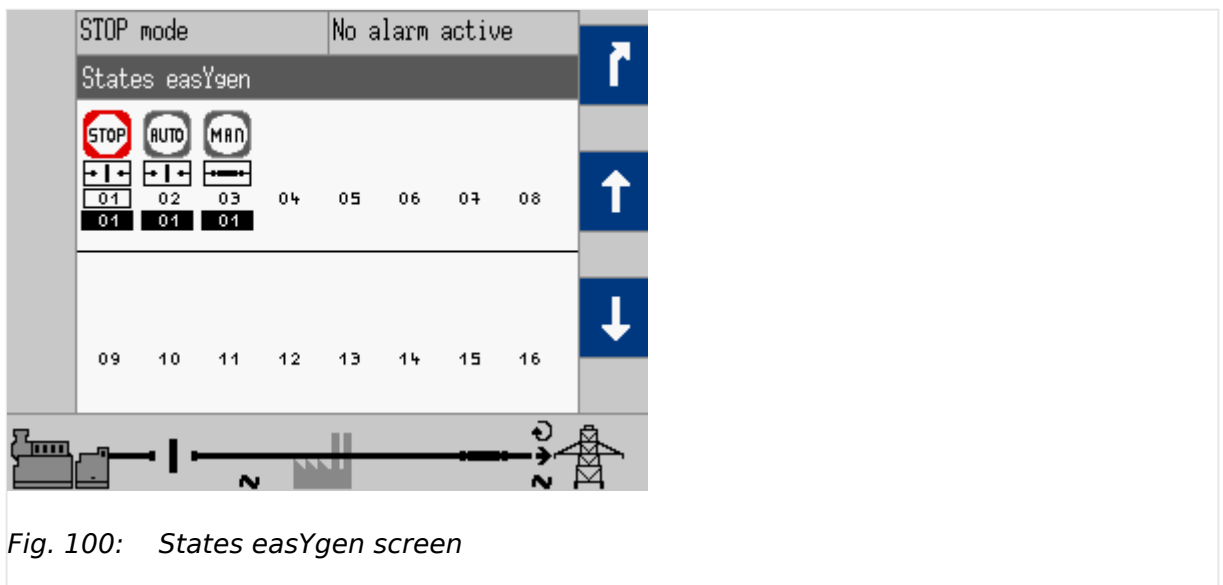 STOP mode No alarm active
States easYgen
STOP AUTO MAN
01 02 03 04 05 06 07 08
01 01 01
09 10 11 12 13 14 15 16
Fig. 100: States easYgen screen